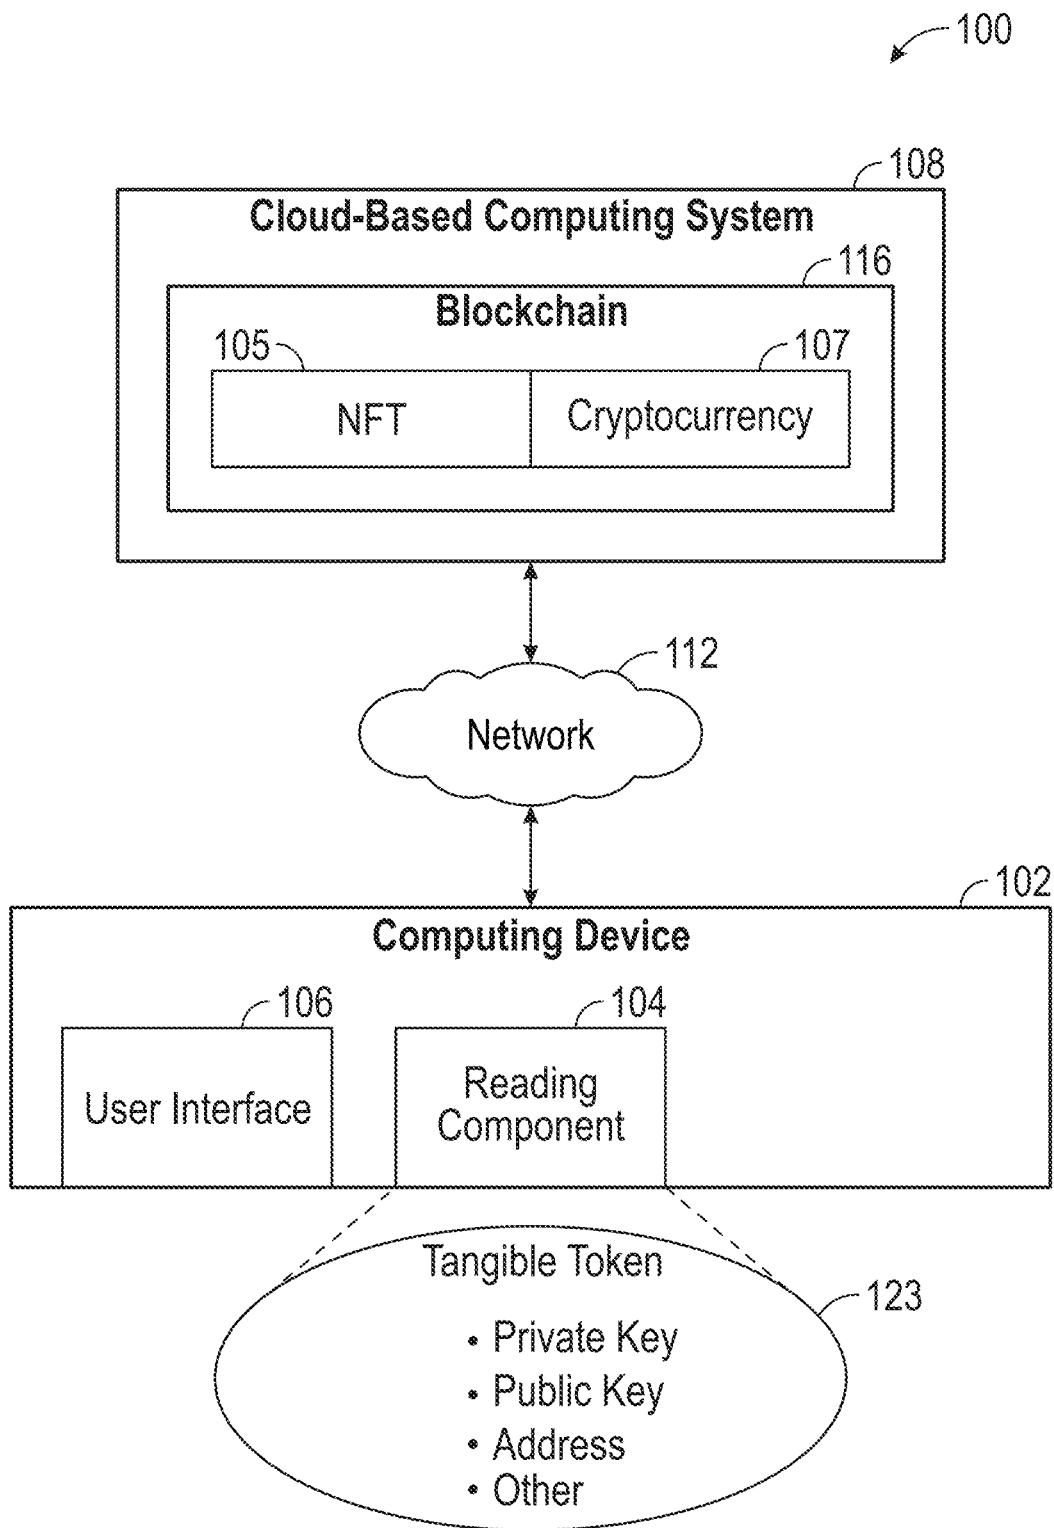 100
108
Cloud-Based Computing System
116
Blockchain
105
107
NFT
Cryptocurrency
112
Network
102
Computing Device
106
104
User Interface
Reading
Component
Tangible Token
123
• Private Key
• Public Key
• Address
• Other